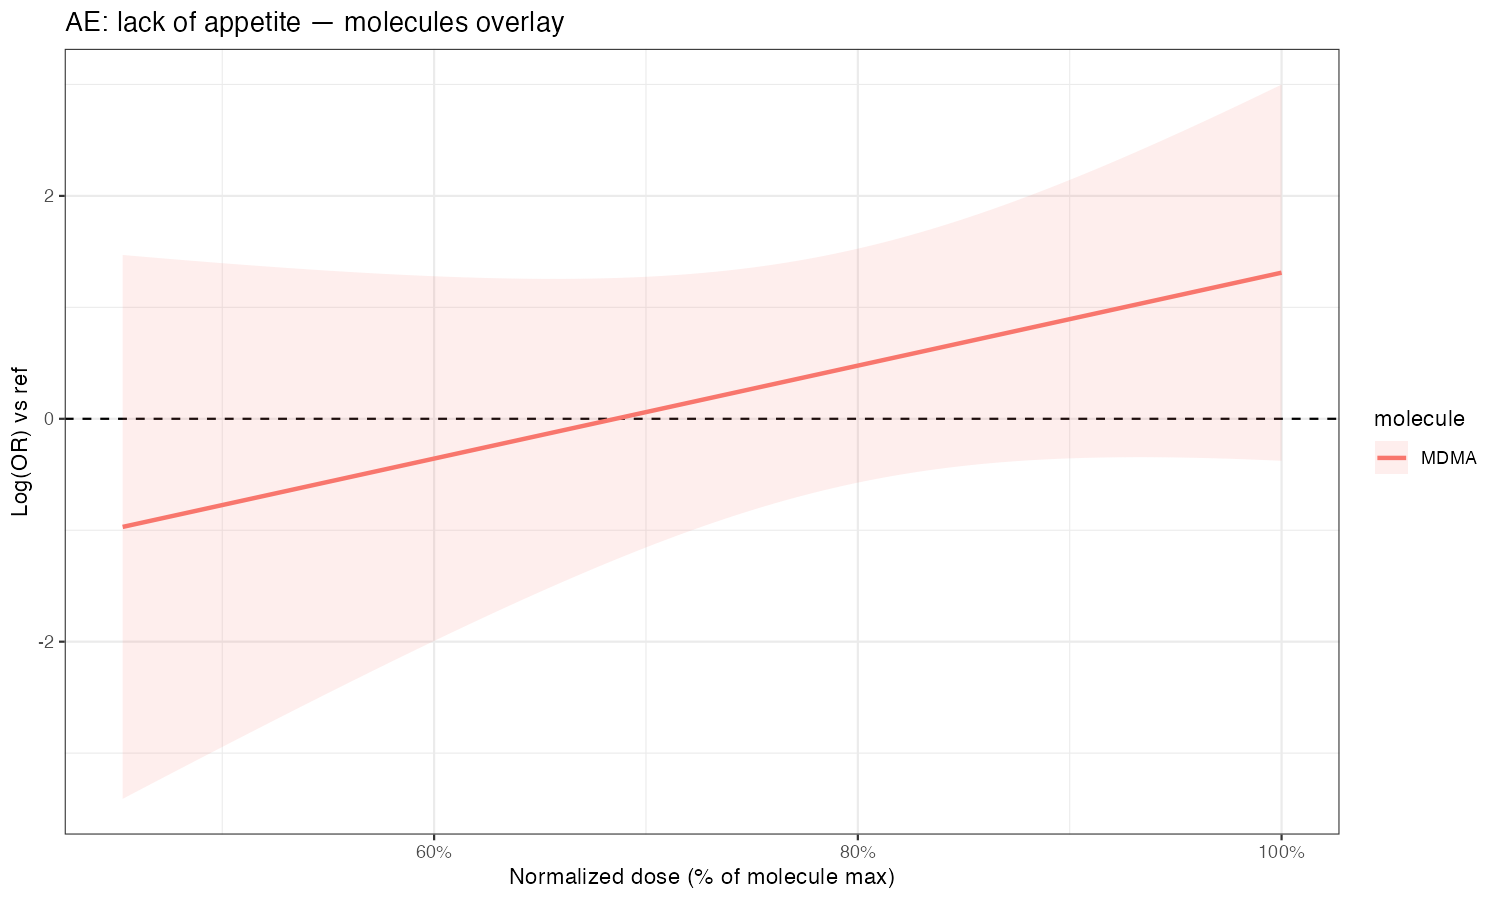 AE: lack of appetite — molecules overlay
Log(OR) vs ref
2
0
-2
60%
80%
100%
Normalized dose (% of molecule max)
molecule
MDMA